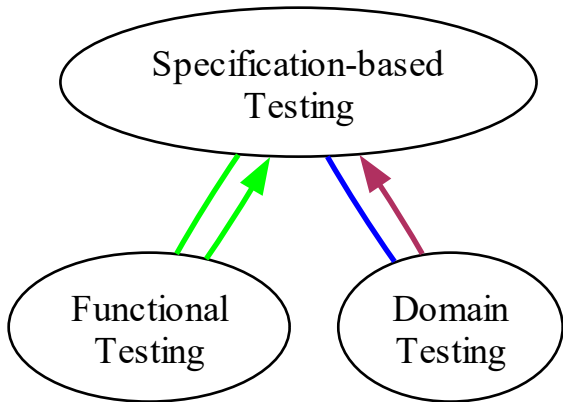 Specification-based
Testing
Functional
Testing
Domain
Testing